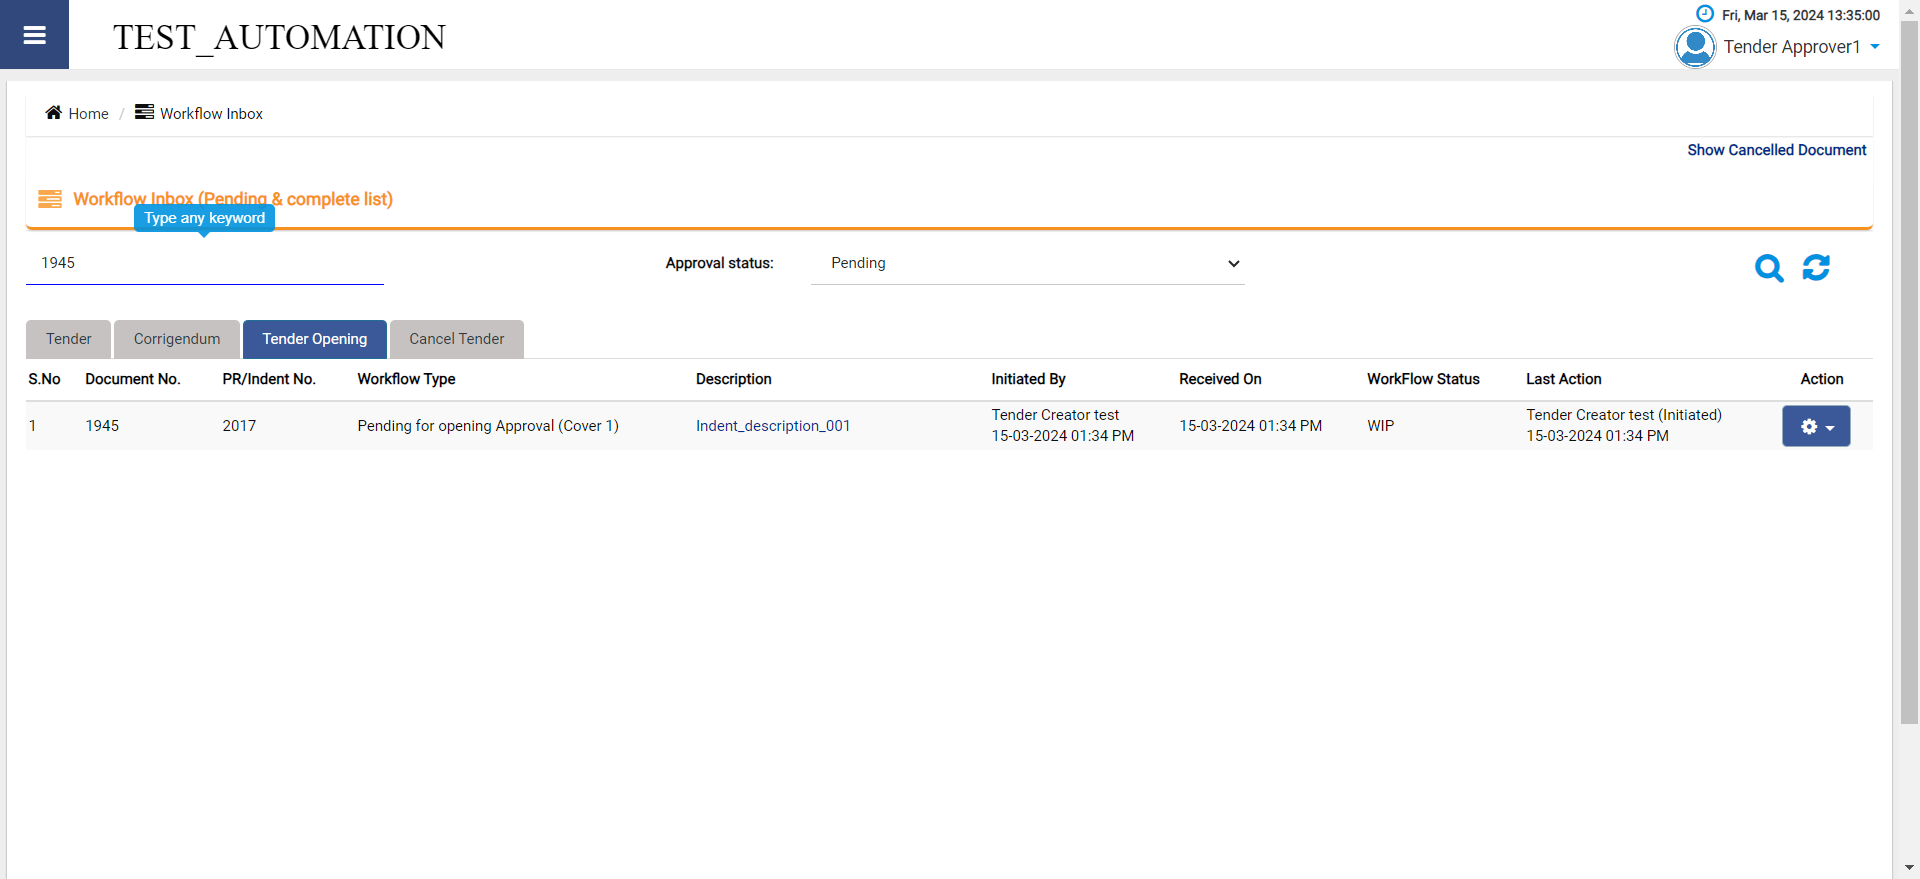 TEST_AUTOMATION
Fri, Mar 15, 2024 13:35:00
Tender Approver1
Home / Workflow Inbox
Show Cancelled Document
Workflow Inbox (Pending & complete list)
Type any keyword
1945
Approval status:
Pending
Tender
Corrigendum
Tender Opening
Cancel Tender
S.No Document No. PR/Indent No. Workflow Type Description Initiated By Received On WorkFlow Status Last Action Action
1 1945 2017 Pending for opening Approval (Cover 1) Indent_description_001 Tender Creator test 15-03-2024 01:34 PM WIP Tender Creator test (Initiated)
15-03-2024 01:34 PM 15-03-2024 01:34 PM